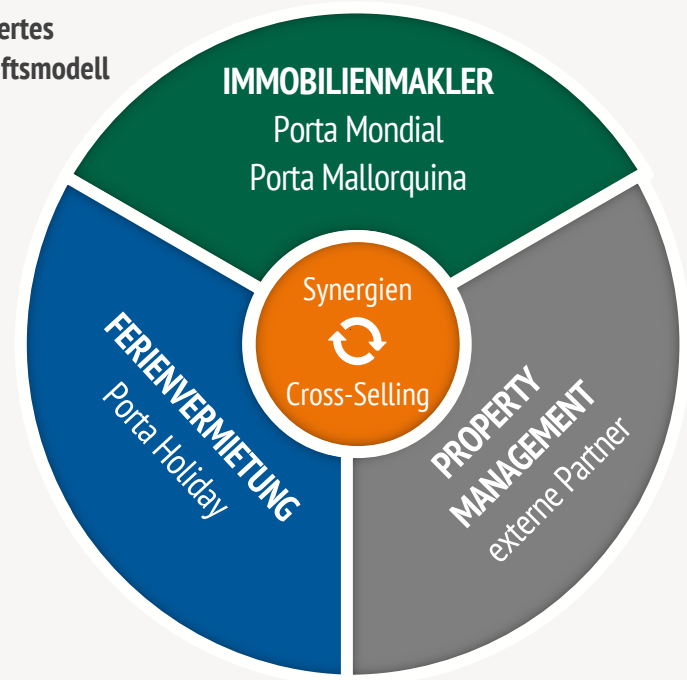 ertes
ftsmodell
IMMOBILIENMAKLER
Porta Mondial
Porta Mallorquina
Synergien
Cross-Selling
FERIENVERMIETUNG
Porta Holiday
PROPERTY
MANAGEMENT
externe Partner